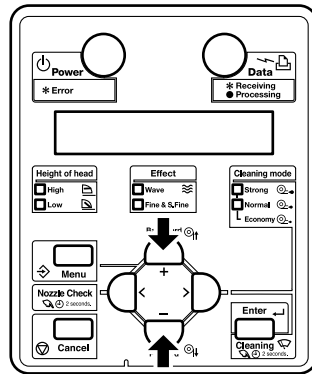 Power
Data
* Error
* Receiving
● Processing
Height of head
High
Low
Effect
Wave
Fine & S.Fine
Cleaning mode
Strong
Normal
Economy
+
Menu
< >
Nozzle Check
2 seconds.
−
Enter
Cancel
Cleaning
2 seconds.